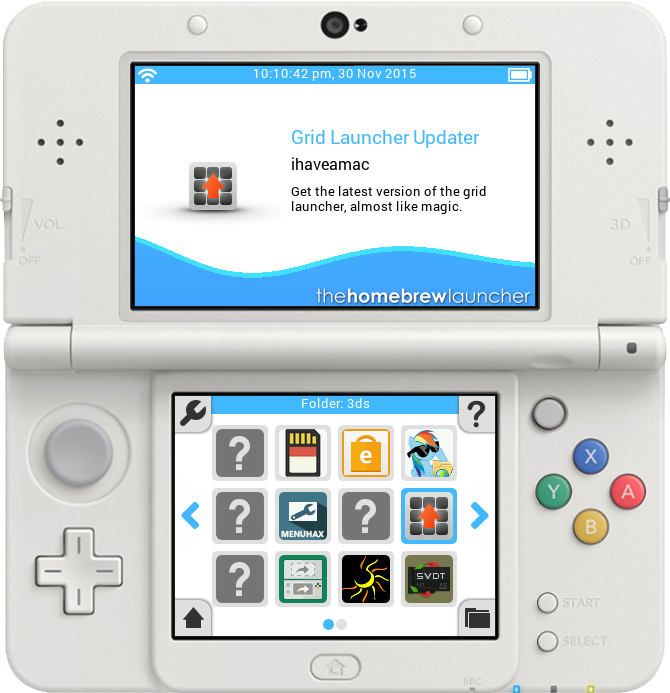 10:10:42 pm, 30 Nov 2015
Grid Launcher Updater
ihaveamac
Get the latest version of the grid
launcher, almost like magic.
thehomebrewlauncher
VOL.
OFF
3D
OFF
Folder: 3ds
?
? e
? MENUHAX ?
? SVDT
X
Y A
B
START
SELECT
MIC